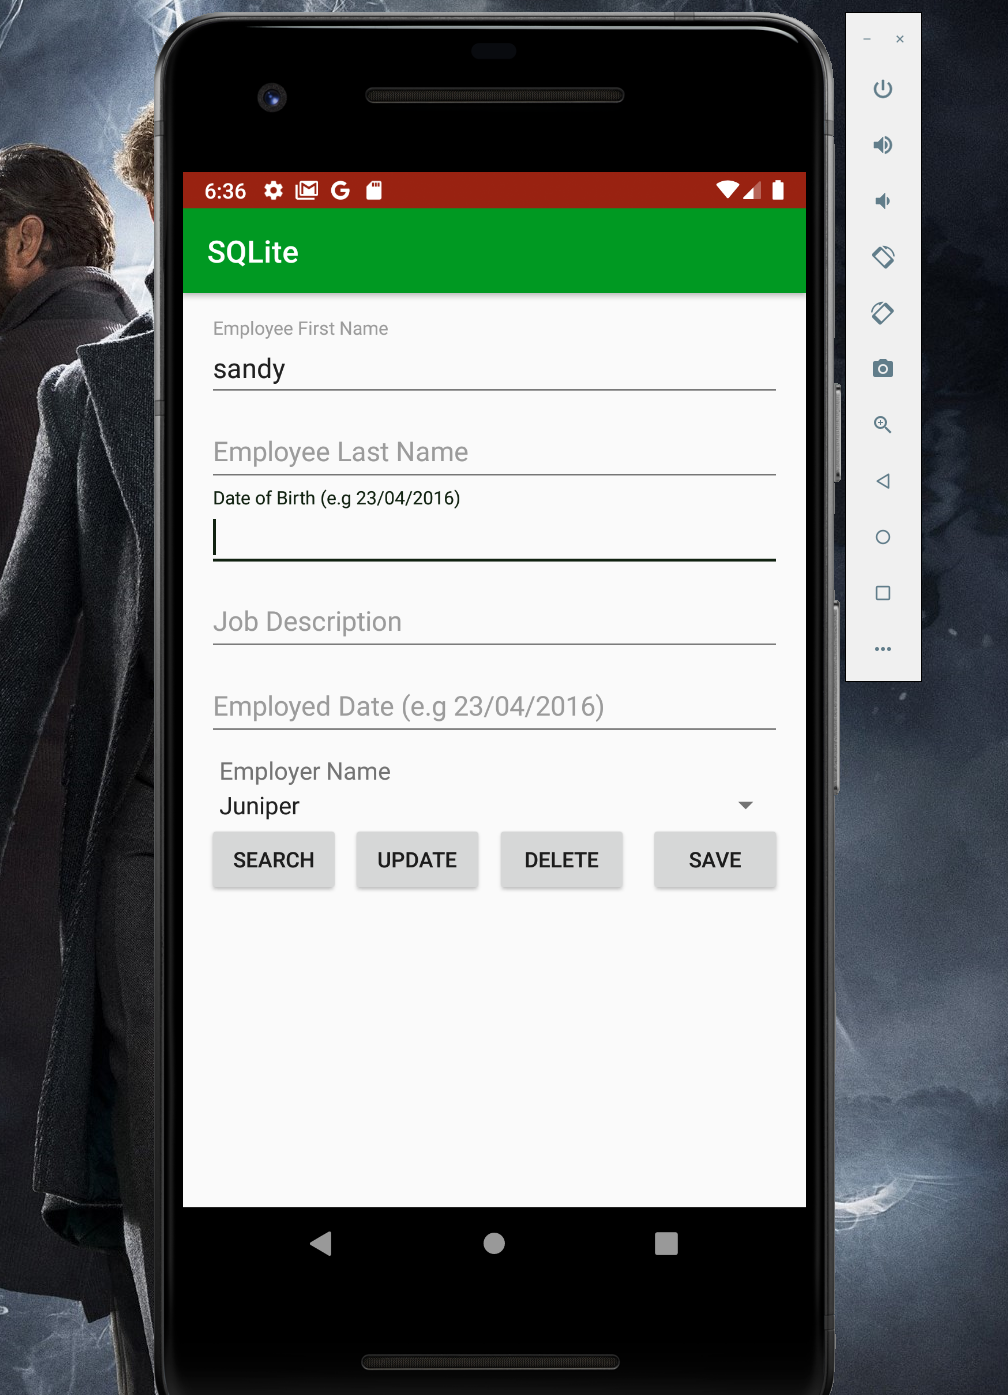 6:36
SQLite
Employee First Name
sandy
Employee Last Name
Date of Birth (e.g 23/04/2016)
Job Description
Employed Date (e.g 23/04/2016)
Employer Name
Juniper
SEARCH UPDATE DELETE SAVE